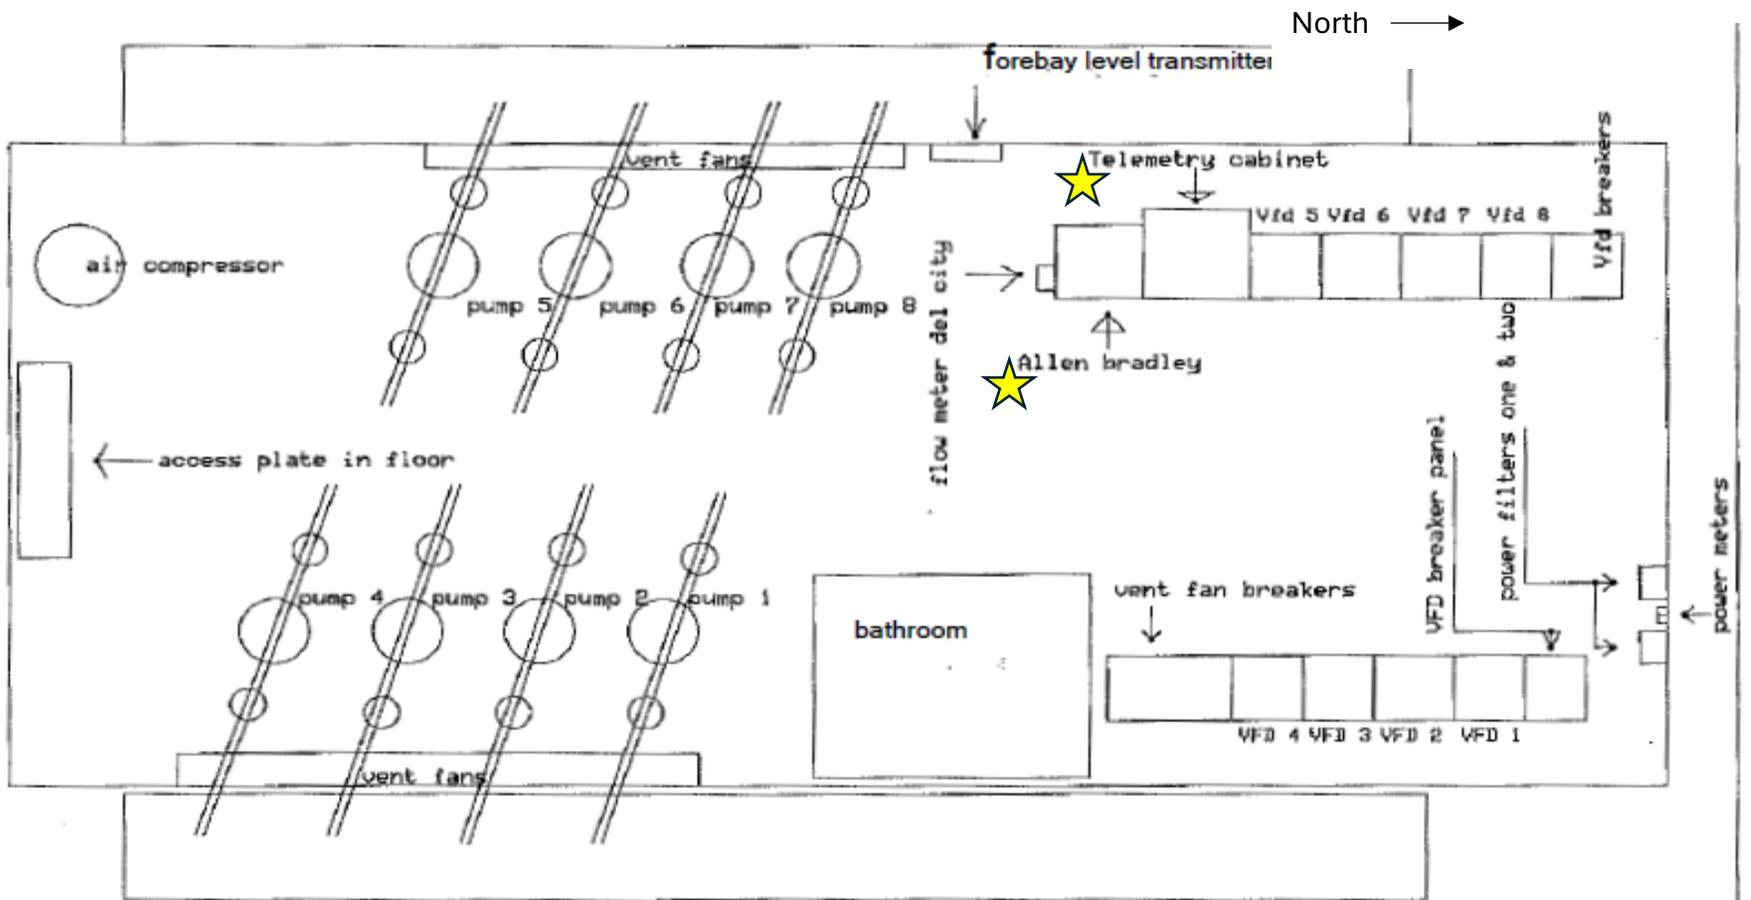 North
forebay level transmitter
vent fans
Telemetry cabinet
Vfd breakers
Vfd 5 Vfd 6 Vfd 7 Vfd 8
air compressor
pump 5 pump 6 pump 7 pump 8
flow meter del city
Allen bradley
power filters one & two
access plate in floor
VFD breaker panel
power meters
pump 4 pump 3 pump 2 pump 1
vent fan breakers
bathroom
VFD 4 VFD 3 VFD 2 VFD 1
vent fans